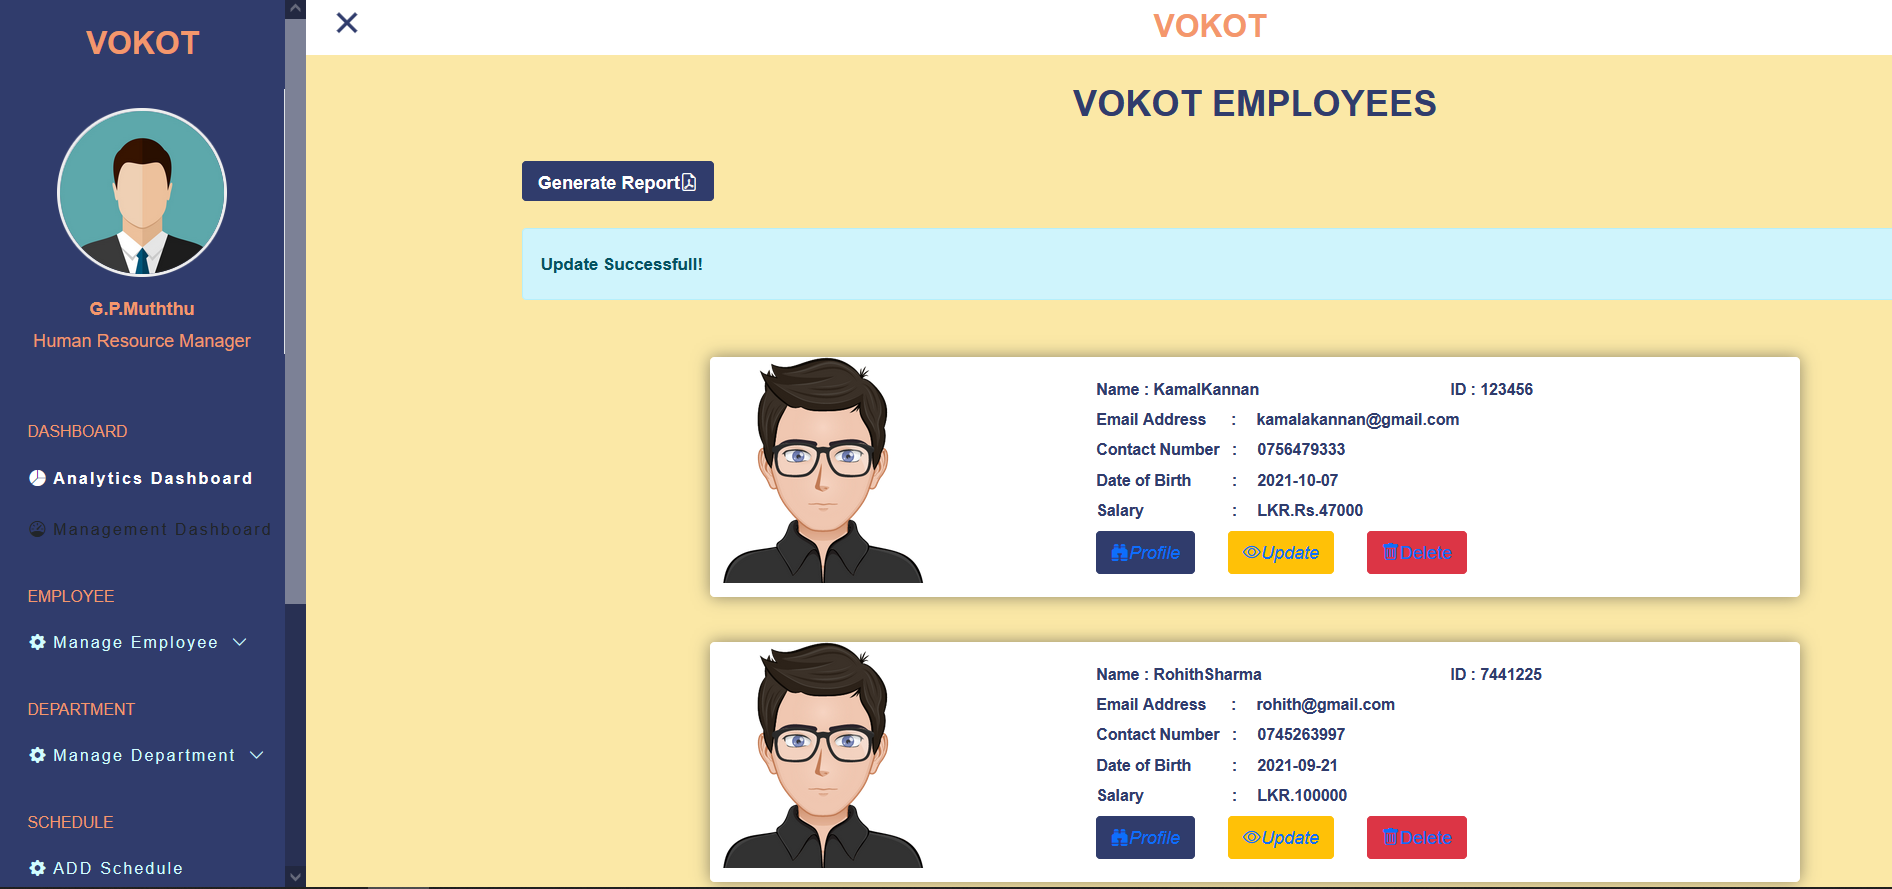 VOKOT
G.P.Muththu
Human Resource Manager
DASHBOARD
Analytics Dashboard
Management Dashboard
EMPLOYEE
Manage Employee
DEPARTMENT
Manage Department
SCHEDULE
ADD Schedule
VOKOT
VOKOT EMPLOYEES
Generate Report
Update Successfull!
Name : KamalKannan ID : 123456
Email Address : kamalakannan@gmail.com
Contact Number : 0756479333
Date of Birth : 2021-10-07
Salary : LKR.Rs.47000
Profile Update Delete
Name : RohithSharma ID : 7441225
Email Address : rohith@gmail.com
Contact Number : 0745263997
Date of Birth : 2021-09-21
Salary : LKR.100000
Profile Update Delete